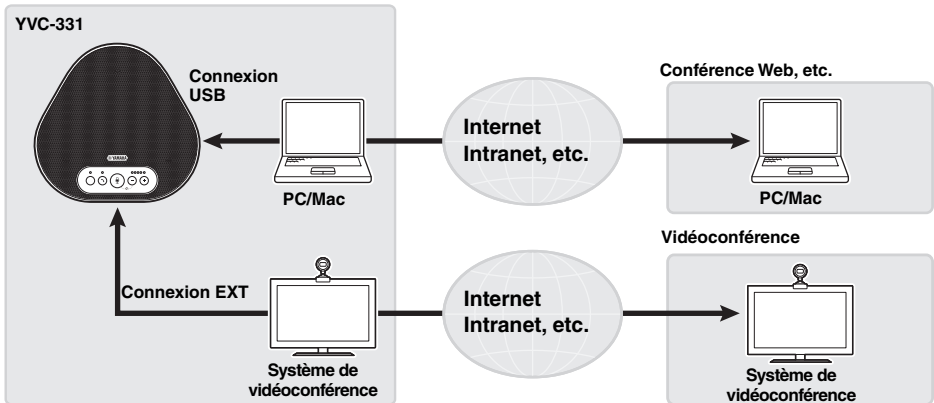 YVC-331
YAMAHA
Connexion
USB
PC/Mac
Internet
Intranet, etc.
Conférence Web, etc.
PC/Mac
Connexion EXT
Système de
vidéoconférence
Internet
Intranet, etc.
Vidéoconférence
Système de
vidéoconférence